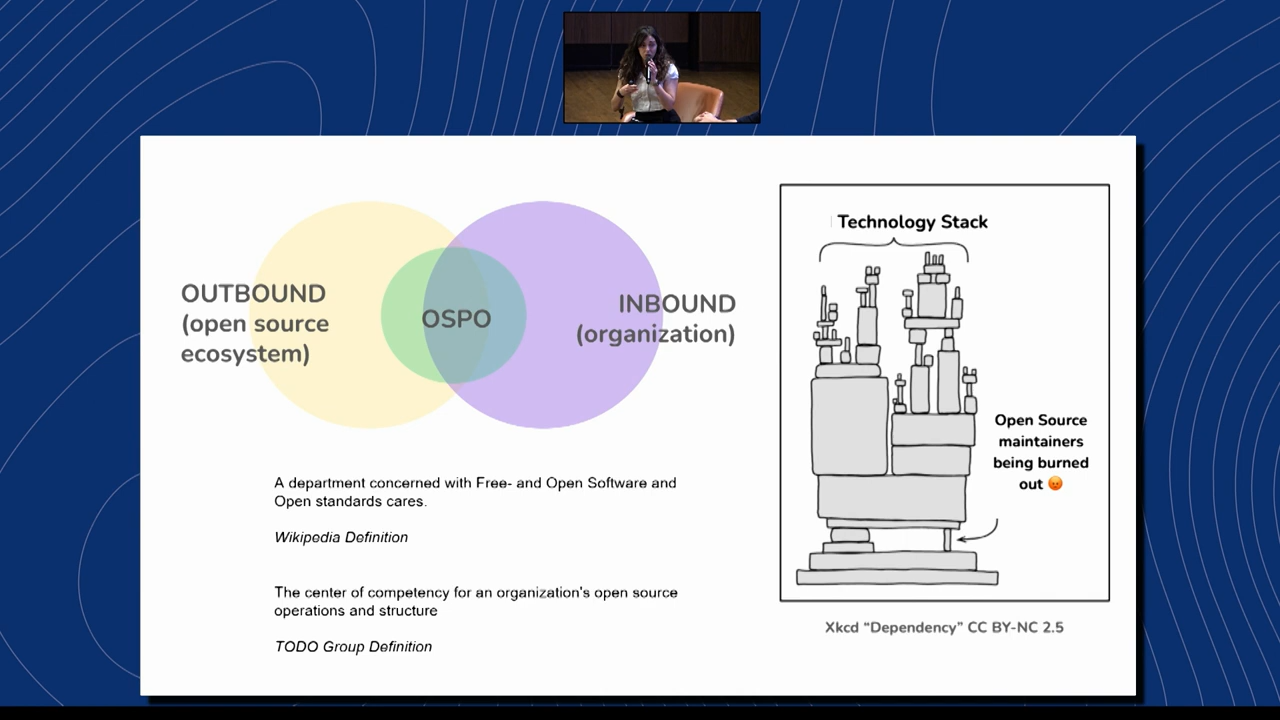 OUTBOUND
(open source
ecosystem)
OSPO
INBOUND
(organization)
A department concerned with Free- and Open Software and
Open standards cares.
Wikipedia Definition
The center of competency for an organization's open source
operations and structure
TODO Group Definition
Technology Stack
Open Source
maintainers
being burned
out 😡
Xkcd “Dependency” CC BY-NC 2.5